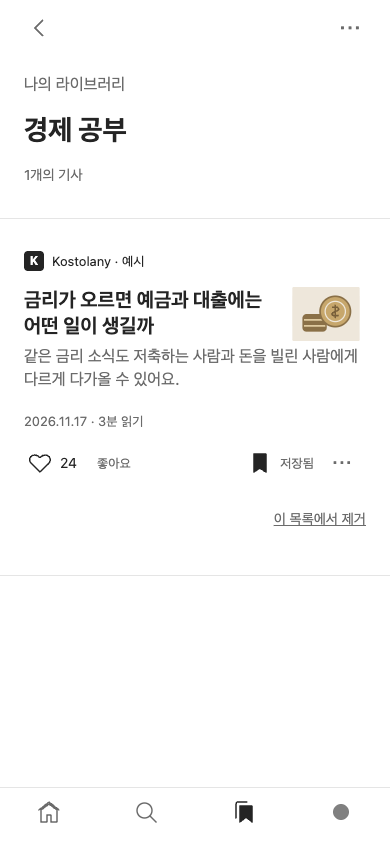 나의 라이브러리
경제 공부
1개의 기사
K Kostolany · 예시
금리가 오르면 예금과 대출에는
어떤 일이 생길까
같은 금리 소식도 저축하는 사람과 돈을 빌린 사람에게
다르게 다가올 수 있어요.
2026.11.17 · 3분 읽기
24 좋아요 저장됨
이 목록에서 제거